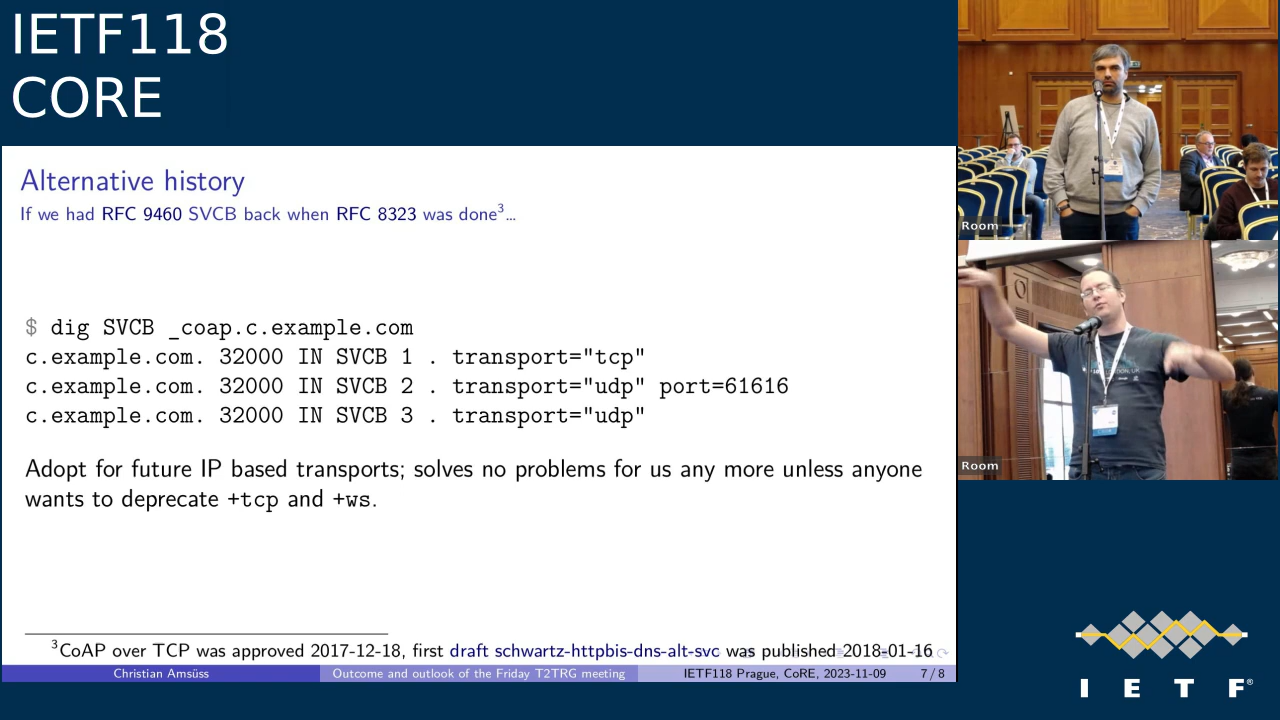 IETF118
CORE
Alternative history
If we had RFC 9460 SVCB back when RFC 8323 was done3...
$ dig SVCB _coap.c.example.com
c.example.com. 32000 IN SVCB 1 . transport="tcp"
c.example.com. 32000 IN SVCB 2 . transport="udp" port=61616
c.example.com. 32000 IN SVCB 3 . transport="udp"
Adopt for future IP based transports; solves no problems for us any more unless anyone
wants to deprecate +tcp and +ws.
3CoAP over TCP was approved 2017-12-18, first draft schwartz-httpbis-dns-alt-svc was published 2018-01-16
Christian Amsüss Outcome and outlook of the Friday T2TRG meeting IETF118 Prague, CoRE, 2023-11-09 7 / 8
Room
Room
I E T F®